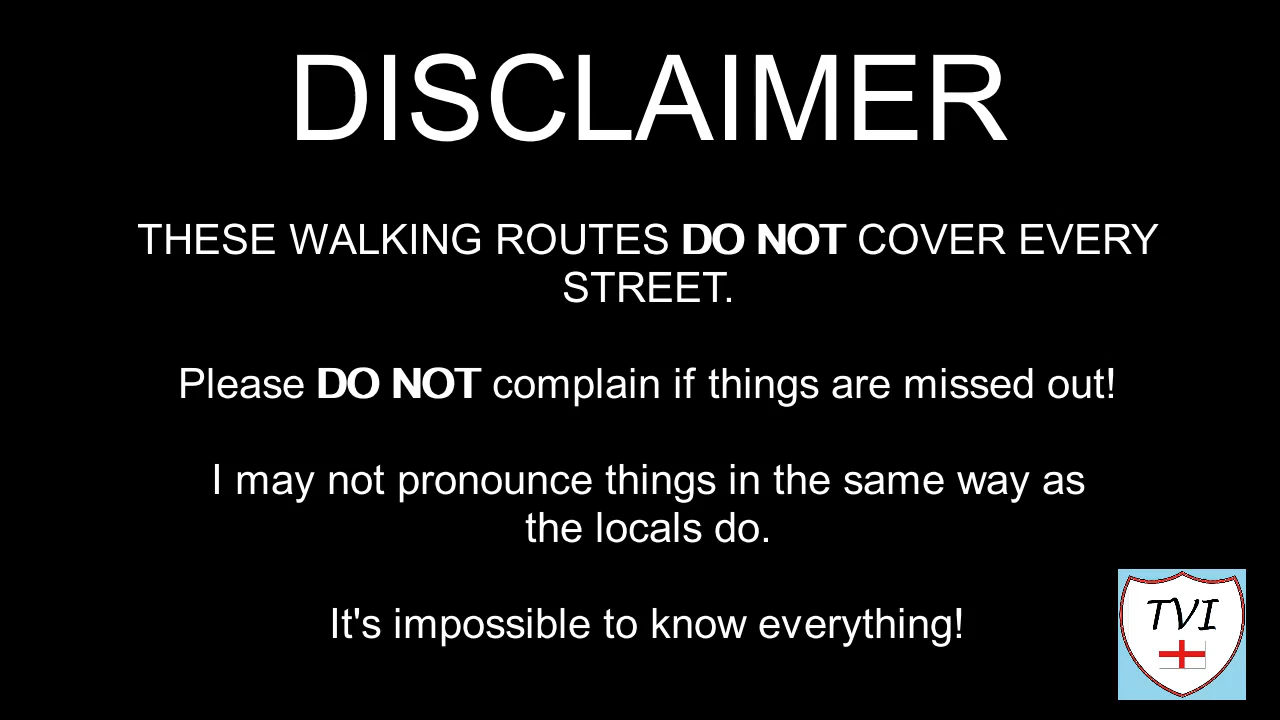 DISCLAIMER
THESE WALKING ROUTES DO NOT COVER EVERY
STREET.
Please DO NOT complain if things are missed out!
I may not pronounce things in the same way as
the locals do.
It's impossible to know everything!
TVI